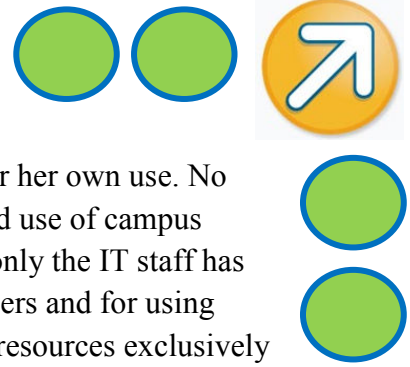 r her own use. No
d use of campus
only the IT staff has
ers and for using
resources exclusively